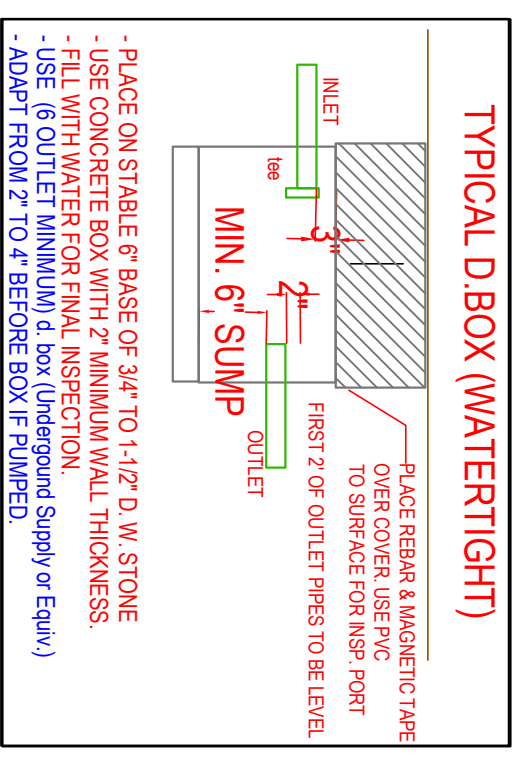 TYPICAL D.BOX (WATERTIGHT)
PLACE REBAR & MAGNETIC TAPE
OVER COVER. USE PVC
TO SURFACE FOR INSP. PORT
INLET
tee
3"
2"
FIRST 2' OF OUTLET PIPES TO BE LEVEL
MIN. 6" SUMP
OUTLET
- PLACE ON STABLE 6" BASE OF 3/4" TO 1-1/2" D. W. STONE
- USE CONCRETE BOX WITH 2" MINIMUM WALL THICKNESS.
- FILL WITH WATER FOR FINAL INSPECTION.
- USE (6 OUTLET MINIMUM) d. box (Undergound Supply or Equiv.)
- ADAPT FROM 2" TO 4" BEFORE BOX IF PUMPED.